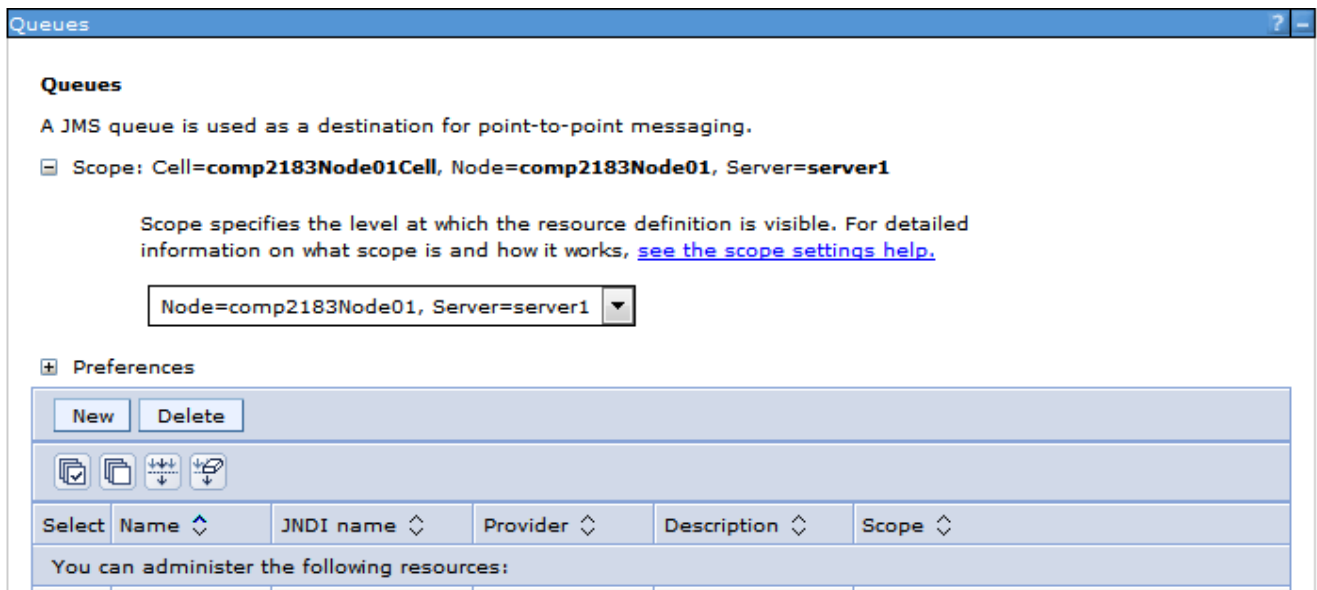 Queues
?
Queues
A JMS queue is used as a destination for point-to-point messaging.
Scope: Cell=comp2183Node01Cell, Node=comp2183Node01, Server=server1
Scope specifies the level at which the resource definition is visible. For detailed
information on what scope is and how it works, see the scope settings help.
Node=comp2183Node01, Server=server1
Preferences
New Delete
Select Name JNDI name Provider Description Scope
You can administer the following resources: